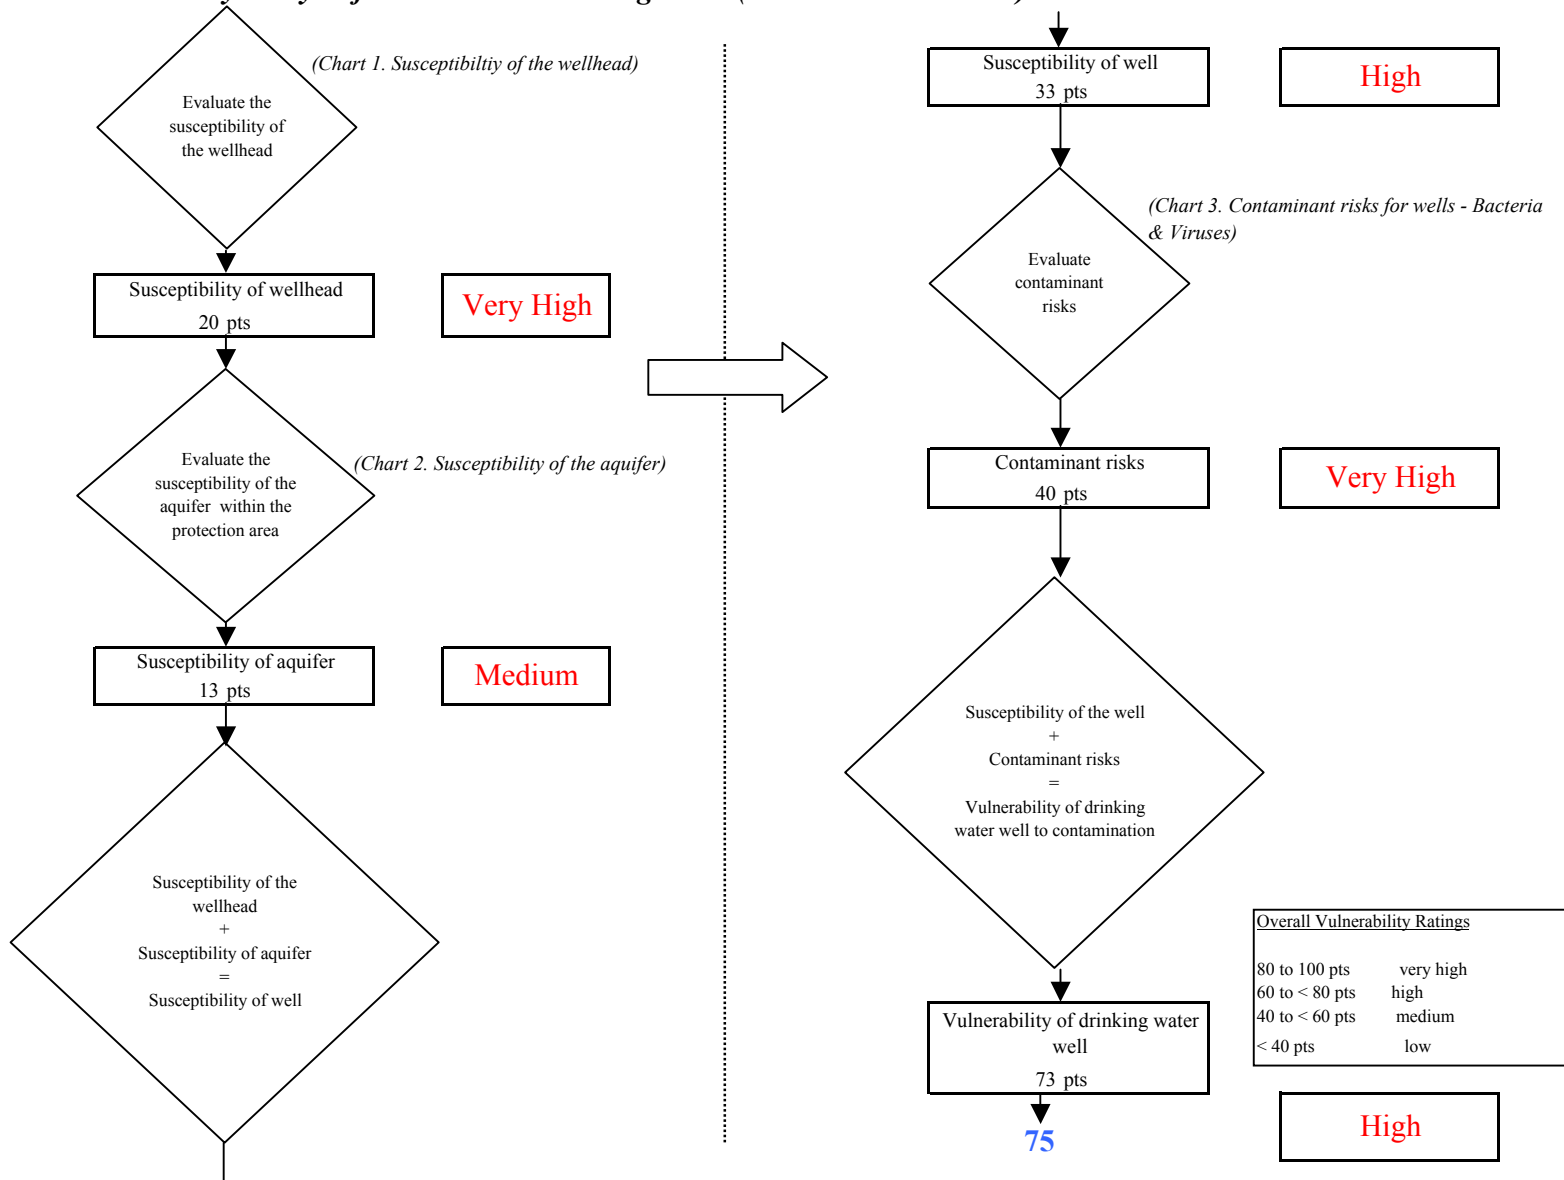 (Chart 1. Susceptibiltiy of the wellhead)
Evaluate the
susceptibility of
the wellhead
Susceptibility of wellhead
20 pts
Very High
Evaluate the
susceptibility of the
aquifer within the
protection area
(Chart 2. Susceptibility of the aquifer)
Susceptibility of aquifer
13 pts
Medium
Susceptibility of the
wellhead
+
Susceptibility of aquifer
=
Susceptibility of well
Susceptibility of well
33 pts
High
(Chart 3. Contaminant risks for wells - Bacteria
& Viruses)
Evaluate
contaminant
risks
Contaminant risks
40 pts
Very High
Susceptibility of the well
+
Contaminant risks
=
Vulnerability of drinking
water well to contamination
Overall Vulnerability Ratings
80 to 100 pts very high
60 to < 80 pts high
40 to < 60 pts medium
< 40 pts low
Vulnerability of drinking water
well
73 pts
High
75